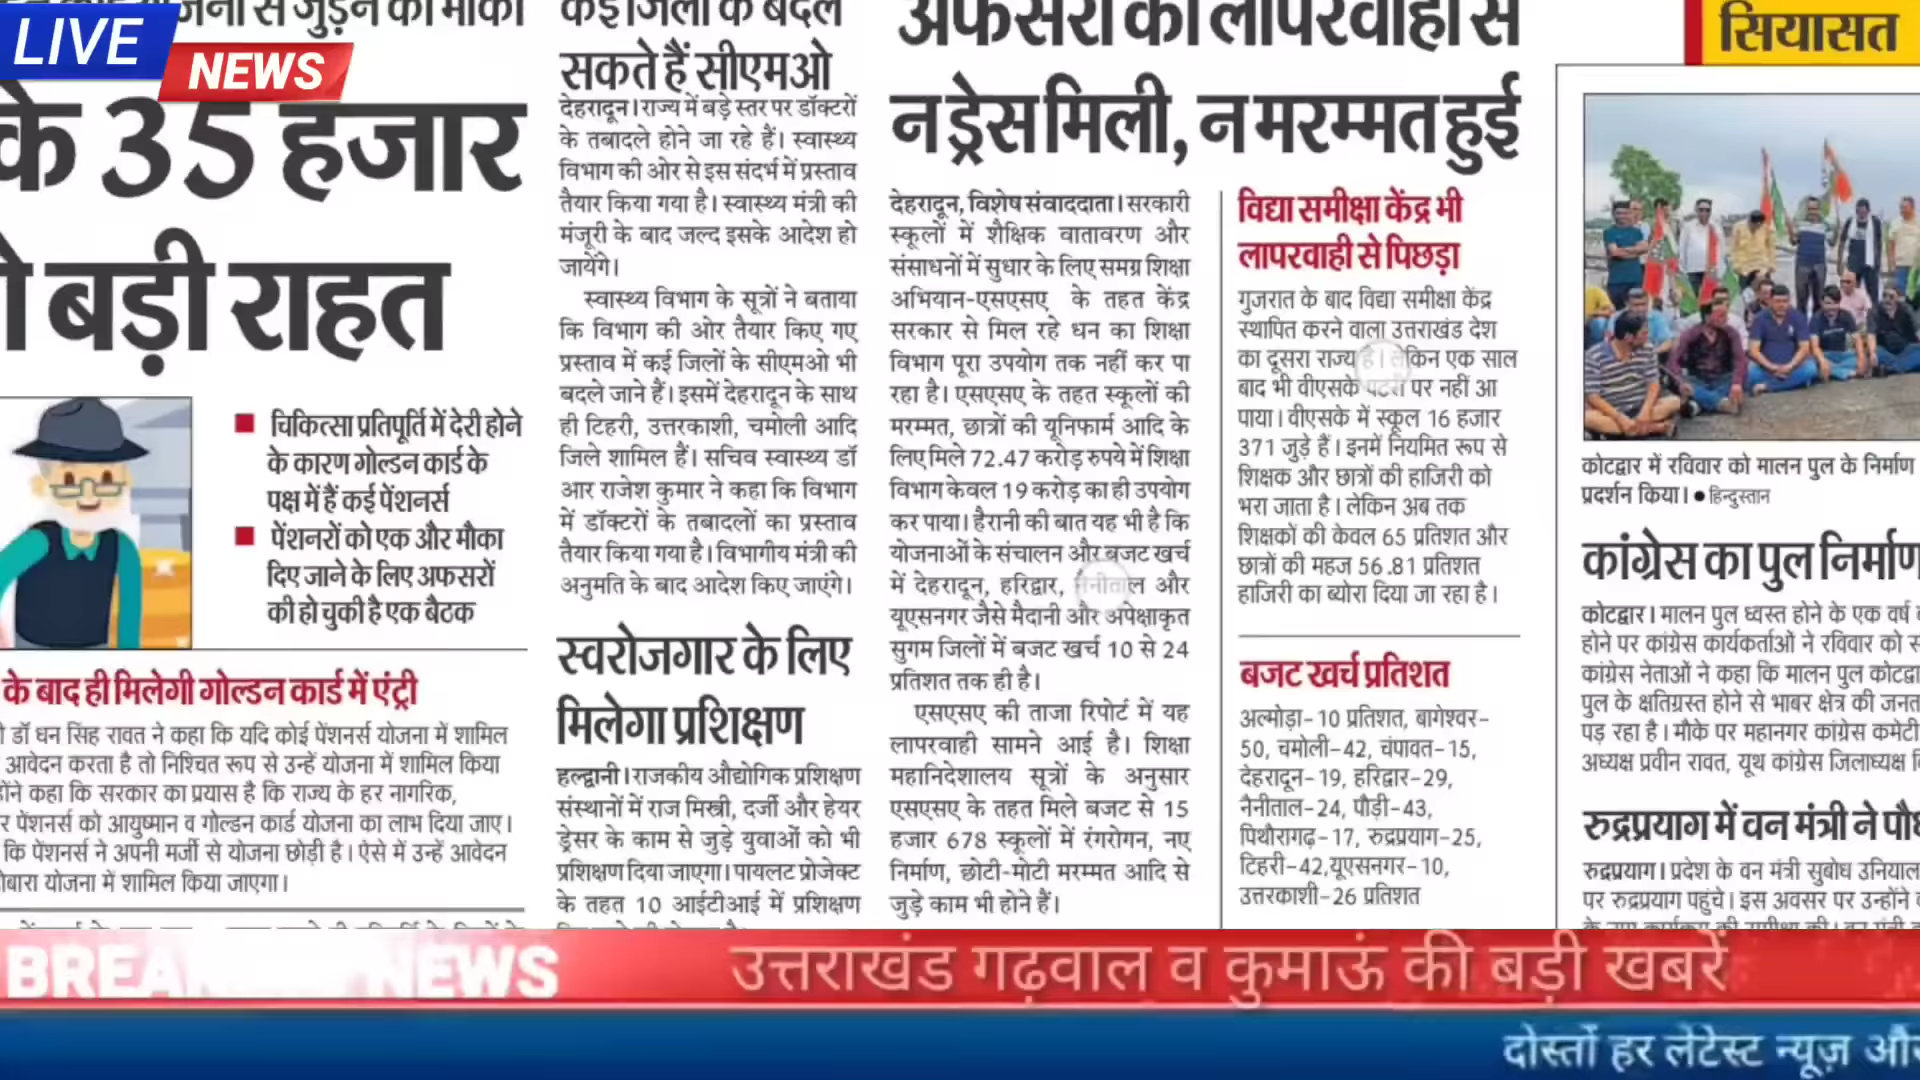 LIVE
NEWS
योजना से जुड़ने का मौका
के 35 हजार
बड़ी राहत
चिकित्सा प्रतिपूर्ति में देरी होने
के कारण गोल्डन कार्ड के
पक्ष में हैं कई पेंशनर्स
पेंशनरों को एक और मौका
दिए जाने के लिए अफसरों
की हो चुकी है एक बैठक
के बाद ही मिलेगी गोल्डन कार्ड में एंट्री
डॉ धन सिंह रावत ने कहा कि यदि कोई पेंशनर्स योजना में शामिल
आवेदन करता है तो निश्चित रूप से उन्हें योजना में शामिल किया
कहा कि सरकार का प्रयास है कि राज्य के हर नागरिक,
पेंशनर्स को आयुष्मान व गोल्डन कार्ड योजना का लाभ दिया जाए।
कि पेंशनर्स ने अपनी मर्जी से योजना छोड़ी है। ऐसे में उन्हें आवेदन
योजना में शामिल किया जाएगा।
कई जिलों के बदले
सकते हैं सीएमओ
देहरादून। राज्य में बड़े स्तर पर डॉक्टरों
के तबादले होने जा रहे हैं। स्वास्थ्य
विभाग की ओर से इस संदर्भ में प्रस्ताव
तैयार किया गया है। स्वास्थ्य मंत्री की
मंजूरी के बाद जल्द इसके आदेश हो
जायेंगे।
स्वास्थ्य विभाग के सूत्रों ने बताया
कि विभाग की ओर तैयार किए गए
प्रस्ताव में कई जिलों के सीएमओ भी
बदले जाने हैं। इसमें देहरादून के साथ
ही टिहरी, उत्तरकाशी, चमोली आदि
जिले शामिल हैं। सचिव स्वास्थ्य डॉ
आर राजेश कुमार ने कहा कि विभाग
में डॉक्टरों के तबादलों का प्रस्ताव
तैयार किया गया है। विभागीय मंत्री की
अनुमति के बाद आदेश किए जाएंगे।
स्वरोजगार के लिए
मिलेगा प्रशिक्षण
हल्द्वानी। राजकीय औद्योगिक प्रशिक्षण
संस्थानों में राज मिस्त्री, दर्जी और हेयर
ड्रेसर के काम से जुड़े युवाओं को भी
प्रशिक्षण दिया जाएगा। पायलट प्रोजेक्ट
के तहत 10 आईटीआई में प्रशिक्षण
अफसरों की लापरवाही से
न ड्रेस मिली, न मरम्मत हुई
देहरादून, विशेष संवाददाता। सरकारी
स्कूलों में शैक्षिक वातावरण और
संसाधनों में सुधार के लिए समग्र शिक्षा
अभियान-एसएसए के तहत केंद्र
सरकार से मिल रहे धन का शिक्षा
विभाग पूरा उपयोग तक नहीं कर पा
रहा है। एसएसए के तहत स्कूलों की
मरम्मत, छात्रों की यूनिफार्म आदि के
लिए मिले 72.47 करोड़ रुपये में शिक्षा
विभाग केवल 19 करोड़ का ही उपयोग
कर पाया। हैरानी की बात यह भी है कि
योजनाओं के संचालन और बजट खर्च
में देहरादून, हरिद्वार, नैनीताल और
यूएसनगर जैसे मैदानी और अपेक्षाकृत
सुगम जिलों में बजट खर्च 10 से 24
प्रतिशत तक ही है।
एसएसए की ताजा रिपोर्ट में यह
लापरवाही सामने आई है। शिक्षा
महानिदेशालय सूत्रों के अनुसार
एसएसए के तहत मिले बजट से 15
हजार 678 स्कूलों में रंगरोगन, नए
निर्माण, छोटी-मोटी मरम्मत आदि से
जुड़े काम भी होने हैं।
विद्या समीक्षा केंद्र भी
लापरवाही से पिछड़ा
गुजरात के बाद विद्या समीक्षा केंद्र
स्थापित करने वाला उत्तराखंड देश
का दूसरा राज्य है। लेकिन एक साल
बाद भी वीएसके पटरी पर नहीं आ
पाया। वीएसके में स्कूल 16 हजार
371 जुड़े हैं। इनमें नियमित रूप से
शिक्षक और छात्रों की हाजिरी को
भरा जाता है। लेकिन अब तक
शिक्षकों की केवल 65 प्रतिशत और
छात्रों की महज 56.81 प्रतिशत
हाजिरी का ब्योरा दिया जा रहा है।
बजट खर्च प्रतिशत
अल्मोड़ा-10 प्रतिशत, बागेश्वर-
50, चमोली-42, चंपावत-15,
देहरादून-19, हरिद्वार-29,
नैनीताल-24, पौड़ी-43,
पिथौरागढ़-17, रुद्रप्रयाग-25,
टिहरी-42,यूएसनगर-10,
उत्तरकाशी-26 प्रतिशत
सियासत
कोटद्वार में रविवार को मालन पुल के निर्माण
प्रदर्शन किया। ● हिन्दुस्तान
कांग्रेस का पुल निर्माण
कोटद्वार। मालन पुल ध्वस्त होने के एक वर्ष
होने पर कांग्रेस कार्यकर्ताओं ने रविवार को
कांग्रेस नेताओं ने कहा कि मालन पुल
पुल के क्षतिग्रस्त होने से भाबर क्षेत्र की
पड़ रहा है। मौके पर महानगर कांग्रेस कमेटी
अध्यक्ष प्रवीन रावत, यूथ कांग्रेस जिलाध्यक्ष
रुद्रप्रयाग में वन मंत्री ने
रुद्रप्रयाग। प्रदेश के वन मंत्री सुबोध उनियाल
पर रुद्रप्रयाग पहुंचे। इस अवसर पर उन्होंने
BREAKING NEWS
उत्तराखंड गढ़वाल व कुमाऊं की बड़ी खबरें
दोस्तों हर लेटेस्ट न्यूज़